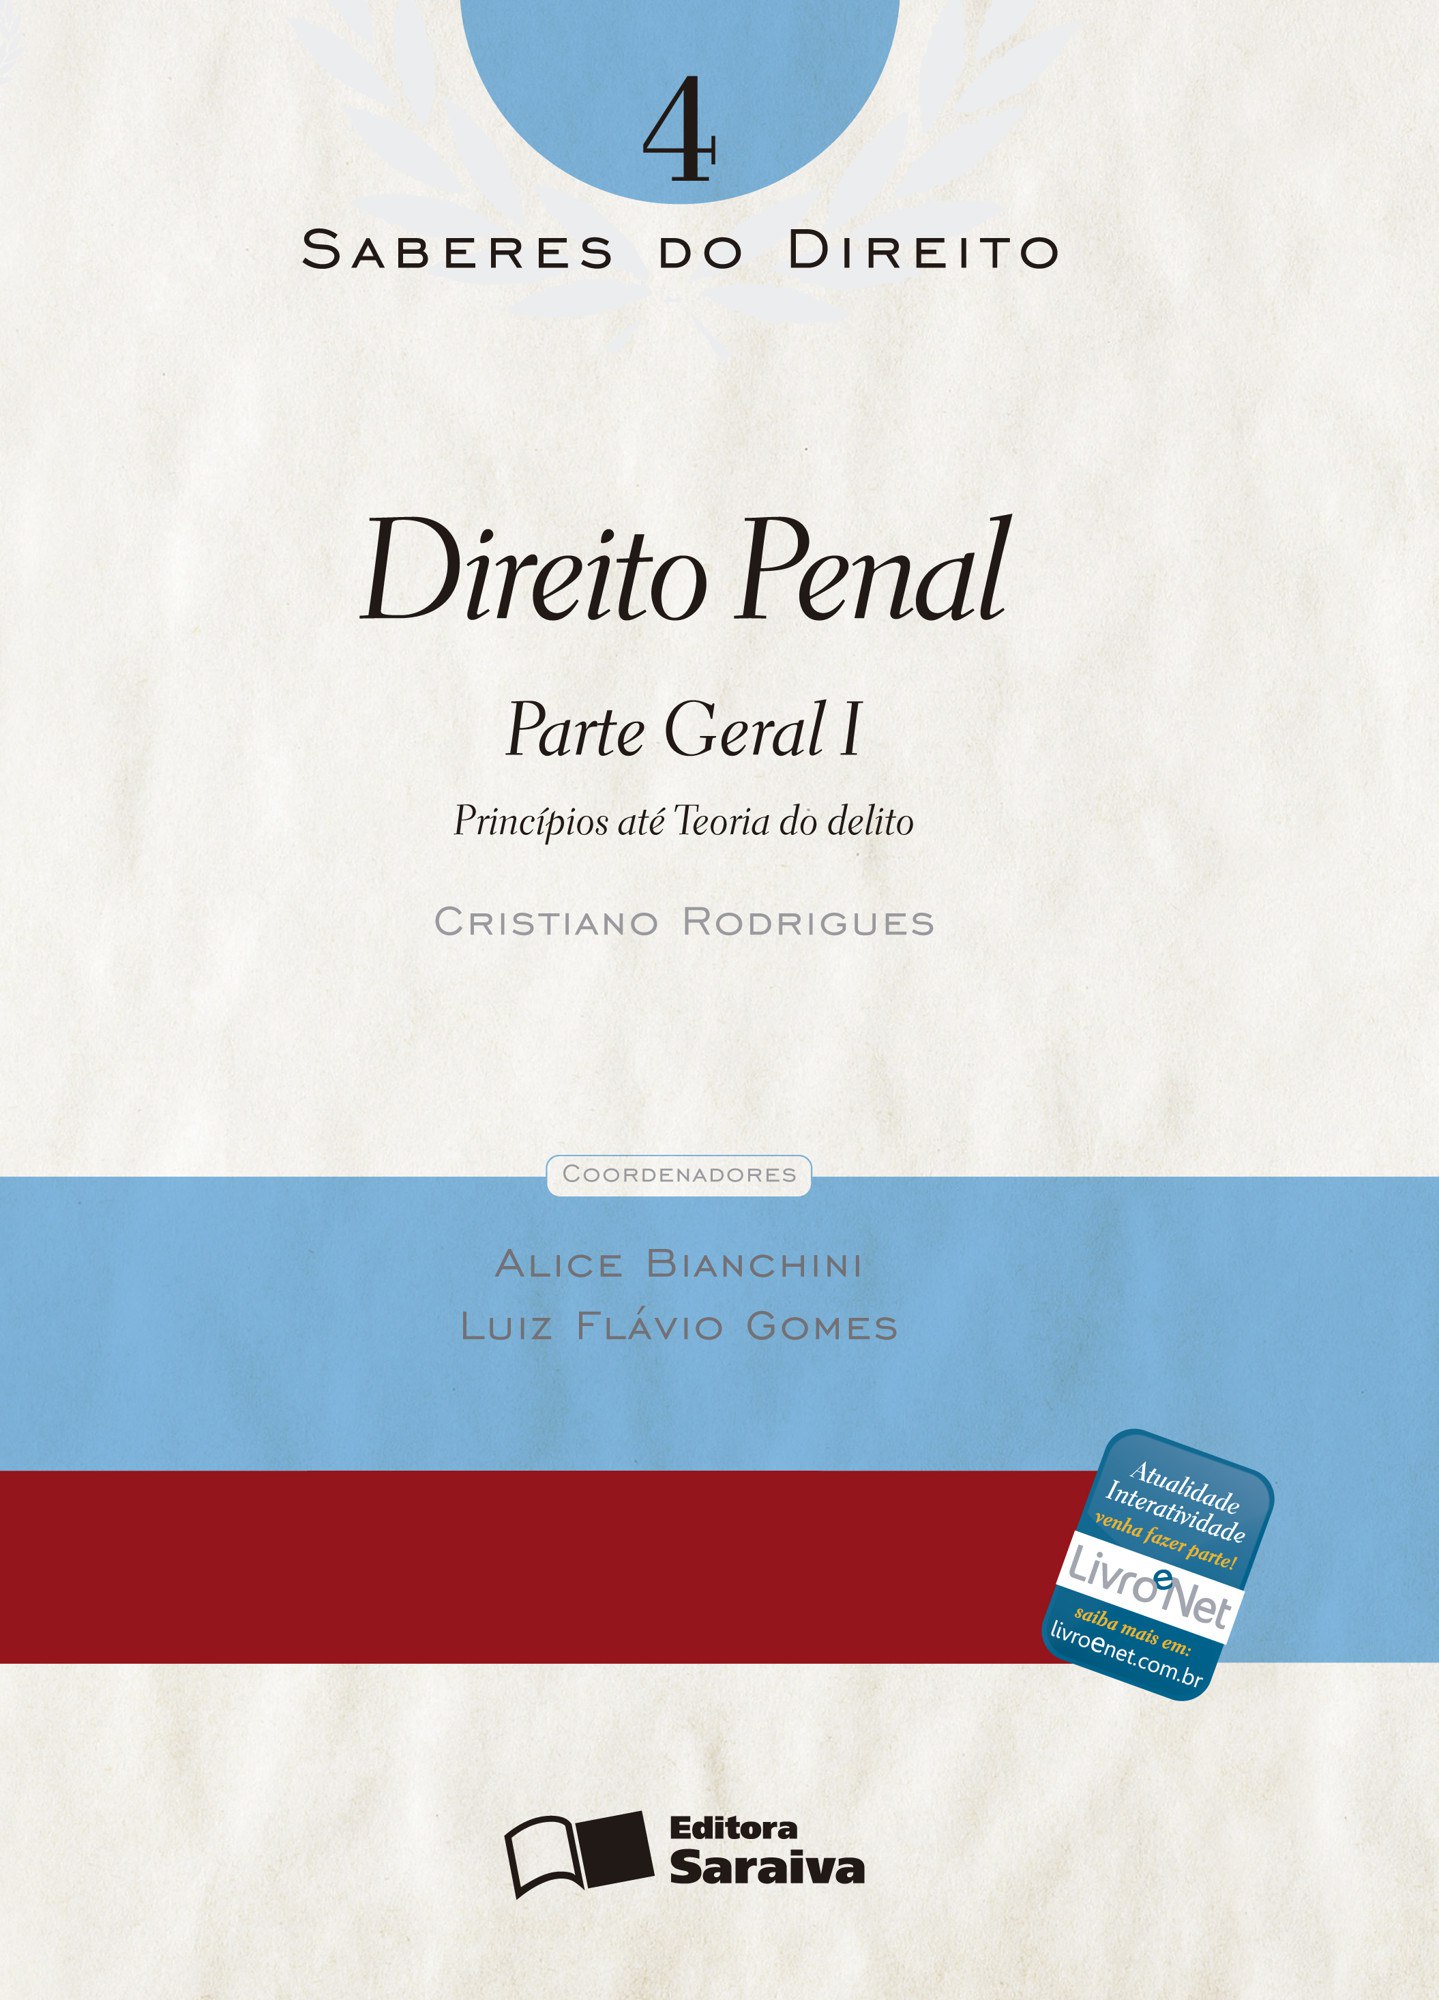 4
SABERES DO DIREITO
Direito Penal
Parte Geral I
Princípios até Teoria do delito
CRISTIANO RODRIGUES
COORDENADORES
ALICE BIANCHINI
LUIZ FLÁVIO GOMES
Atualidade
Interatividade
venha fazer parte!
LivroeNet
saiba mais em:
livroenet.com.br
Editora
Saraiva